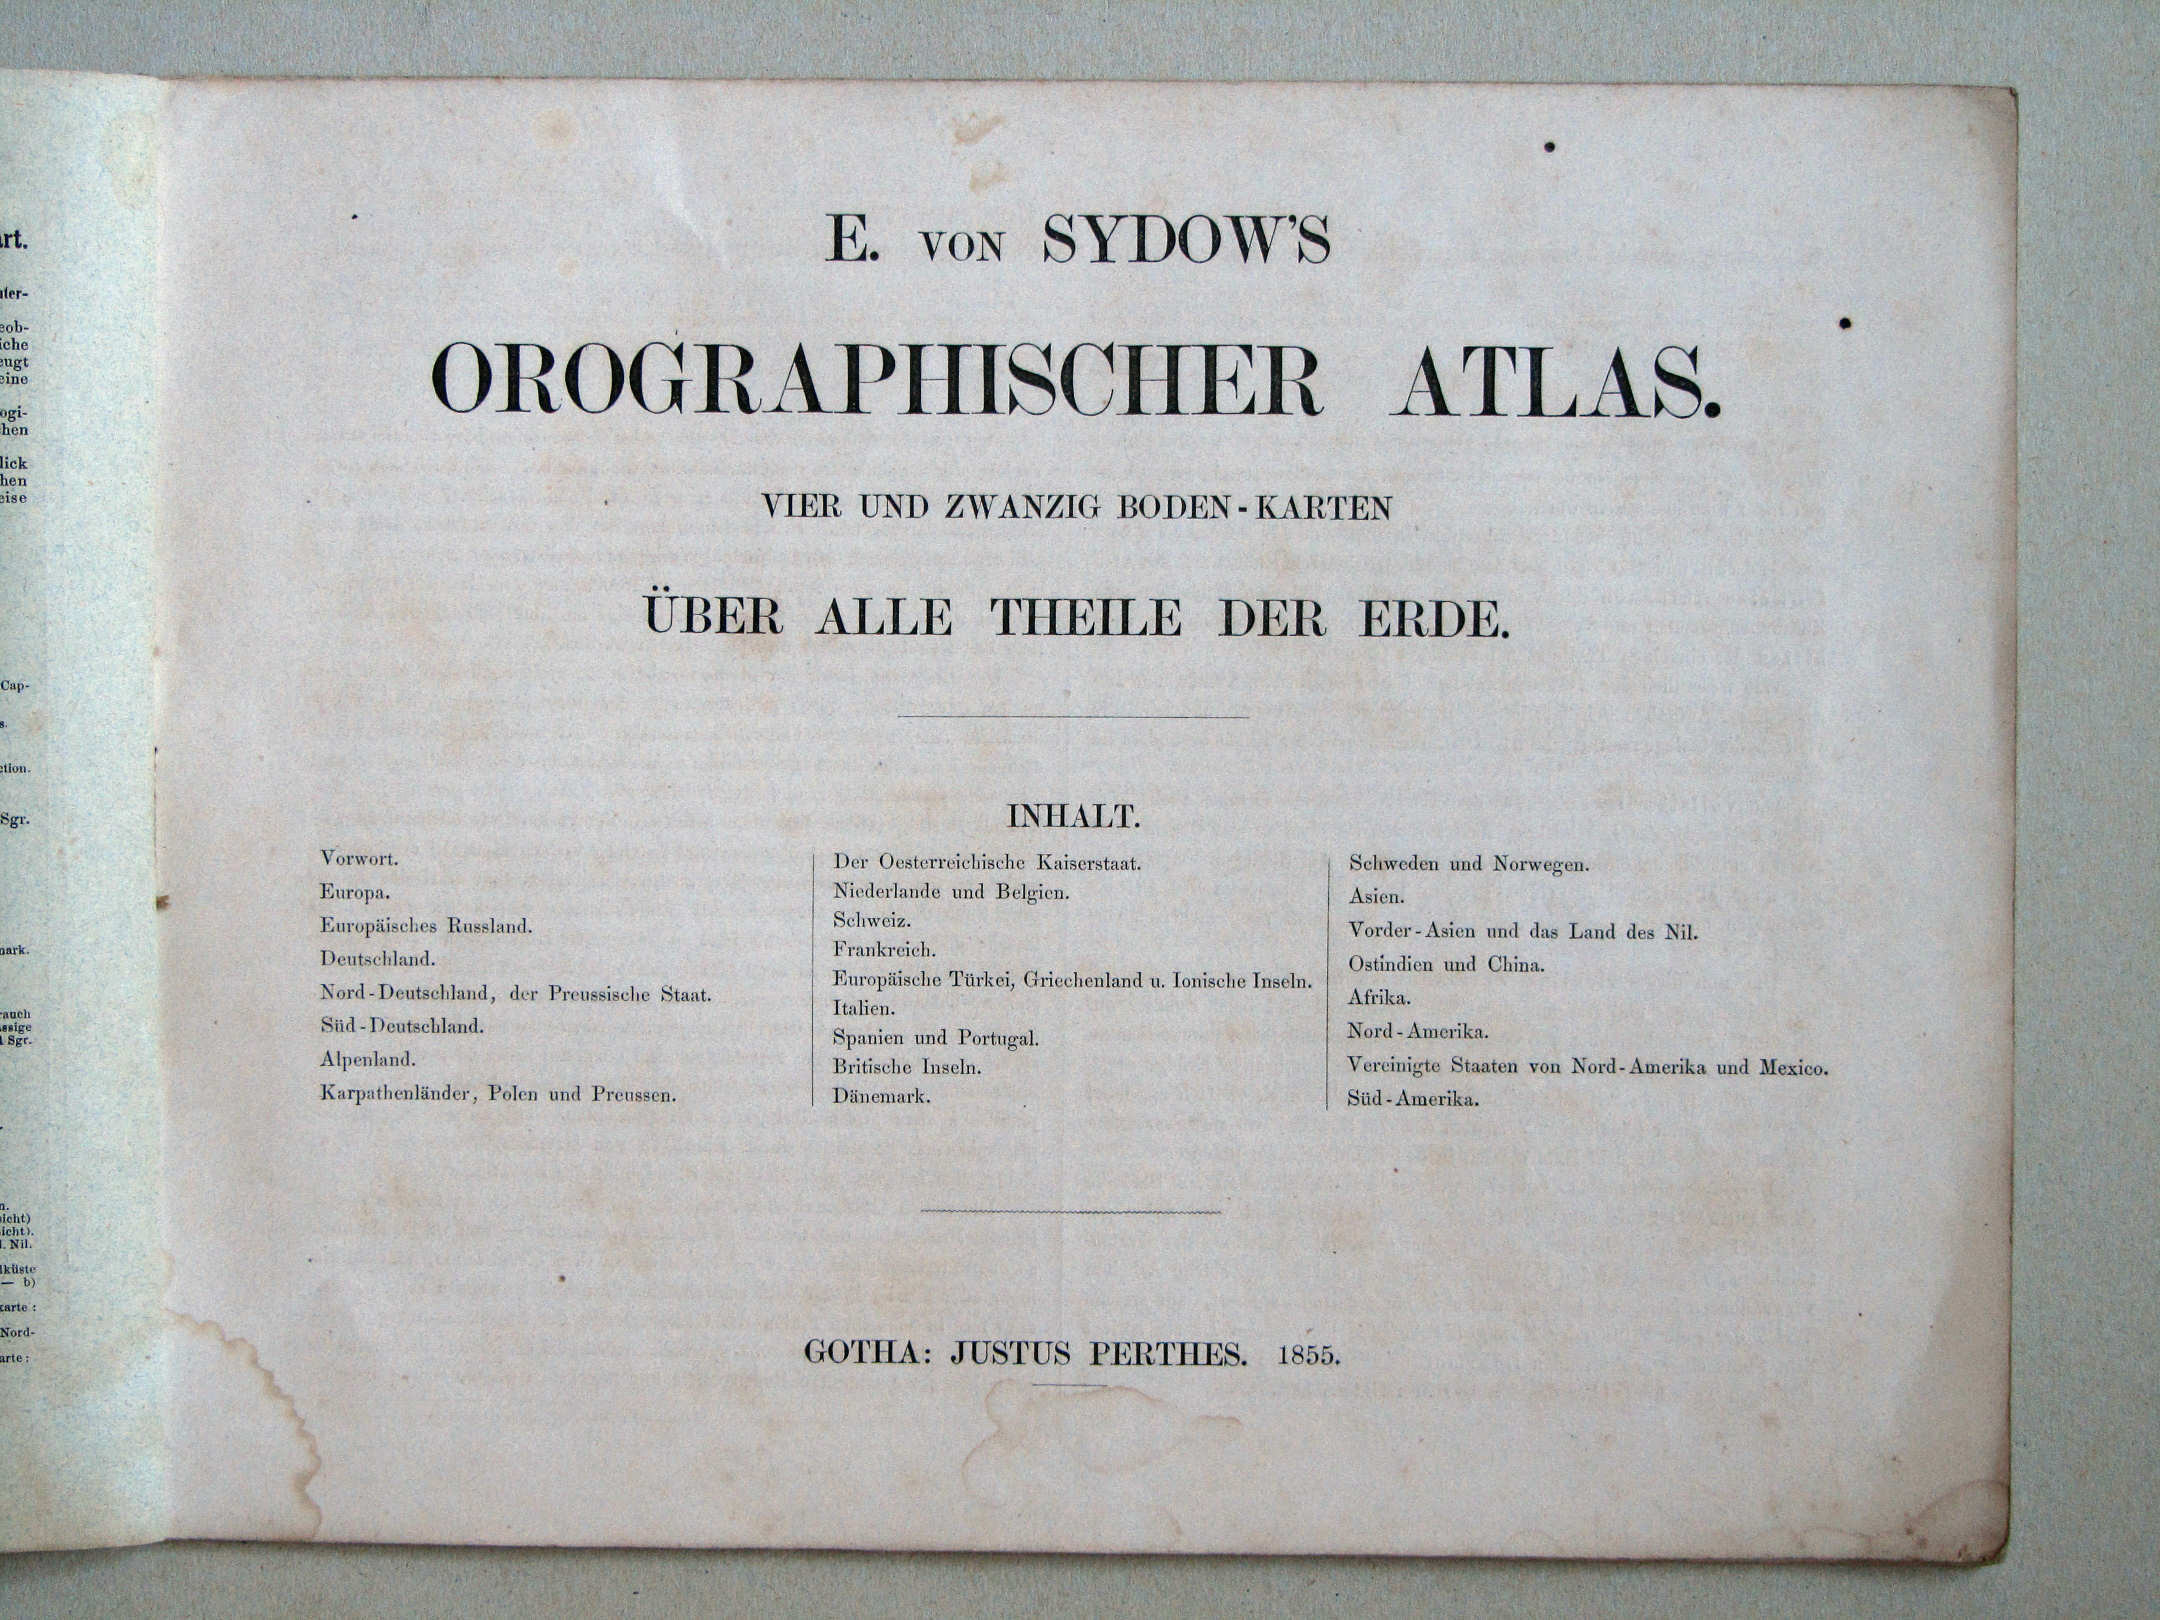 E. VON SYDOW'S
OROGRAPHISCHER ATLAS.
VIER UND ZWANZIG BODEN-KARTEN
ÜBER ALLE THEILE DER ERDE.
INHALT.
Vorwort.
Europa.
Europäisches Russland.
Deutschland.
Nord-Deutschland, der Preussische Staat.
Süd-Deutschland.
Alpenland.
Karpathenländer, Polen und Preussen.
Der Oesterreichische Kaiserstaat.
Niederlande und Belgien.
Schweiz.
Frankreich.
Europäische Türkei, Griechenland u. Ionische Inseln.
Italien.
Spanien und Portugal.
Britische Inseln.
Dänemark.
Schweden und Norwegen.
Asien.
Vorder-Asien und das Land des Nil.
Ostindien und China.
Afrika.
Nord-Amerika.
Vereinigte Staaten von Nord-Amerika und Mexico.
Süd-Amerika.
GOTHA: JUSTUS PERTHES. 1855.